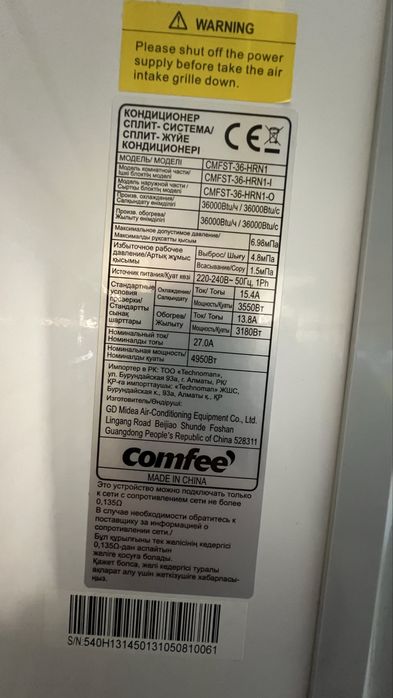 WARNING
Please shut off the power
supply before take the air
intake grille down.
КОНДИЦИОНЕР
СПЛИТ- СИСТЕМА/
СПЛИТ- ЖҮЙЕ
КОНДИЦИОНЕРІ
CE
МОДЕЛЬ/ МОДЕЛІ CMFST-36-HRN1
Модель комнатной части/
Ішкі блоктің моделі CMFST-36-HRN1-I
Модель наружной части /
Сыртқы блоктің моделі CMFST-36-HRN1-O
Произв. охлаждения/
Салқындату өнімділігі 36000Btu/ч / 36000Btu/с
Произв. обогрева/
Жылыту өнімділігі 36000Btu/ч / 36000Btu/с
Максимальное допустимое давление/
Максималды рұқсатты қысым 6.98мПа
Избыточное рабочее
давление/Артық жұмыс
қысымы
Выброс/ Шығу 4.8мПа
Всасывание/Сору 1.5мПа
Источник питания/Қуат көзі 220-240В~ 50Гц, 1Ph
Стандартные
условия
проверки/
Стандартты
сынақ
шарттары
Охлаждение/
Салқындату
Ток/ Тогы 15.4A
Мощность/Қуаты 3550Вт
Обогрев/
Жылыту
Ток/ Тогы 13.8A
Мощность/Қуаты 3180Вт
Номинальный ток/
Номиналды тогы 27.0A
Номинальная мощность/
Номиналды қуаты 4950Вт
Импортер в РК: ТОО «Technoman»,
ул. Бурундайская 93а, г. Алматы, РК/
ҚР-ға импорттаушы: «Technoman» ЖШС,
Бурундайская к., 93а, Алматы қ., ҚР
Изготовитель/Өндіруші:
GD Midea Air-Conditioning Equipment Co., Ltd.
Lingang Road Beijiao Shunde Foshan
Guangdong People's Republic of China 528311
comfee'
MADE IN CHINA
Это устройство можно подключать только
к сети с сопротивлением сети не более
0,135Ω
В случае необходимости обратитесь к
поставщику за информацией о
сопротивлении сети./
Бұл құрылғыны тек желісінің кедергісі
0,135Ω-дан аспайтын
желіге қосуға болады.
Қажет болса, желі кедергісі туралы
ақпарат алу үшін жеткізушіге хабарласы-
ңыз.
S/N:540H131450131050810061